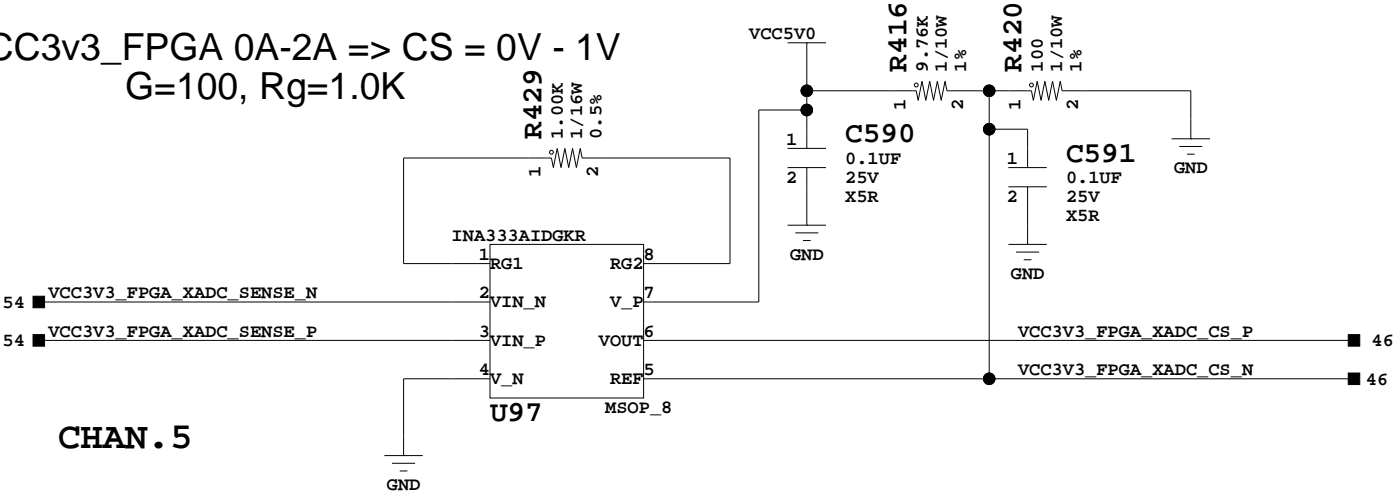 CC3v3_FPGA 0A-2A => CS = 0V - 1V
G=100, Rg=1.0K
R429
1.00K
1/16W
0.5%
1
2
VCC5V0
R416
9.76K
1/10W
1%
1
2
R420
100
1/10W
1%
1
2
GND
1
2
C590
0.1UF
25V
X5R
GND
1
2
C591
0.1UF
25V
X5R
GND
INA333AIDGKR
1
RG1
RG2
8
54
VCC3V3_FPGA_XADC_SENSE_N
2
VIN_N
V_P
7
54
VCC3V3_FPGA_XADC_SENSE_P
3
VIN_P
VOUT
6
VCC3V3_FPGA_XADC_CS_P
46
4
V_N
REF
5
VCC3V3_FPGA_XADC_CS_N
46
U97
MSOP_8
CHAN.5
GND